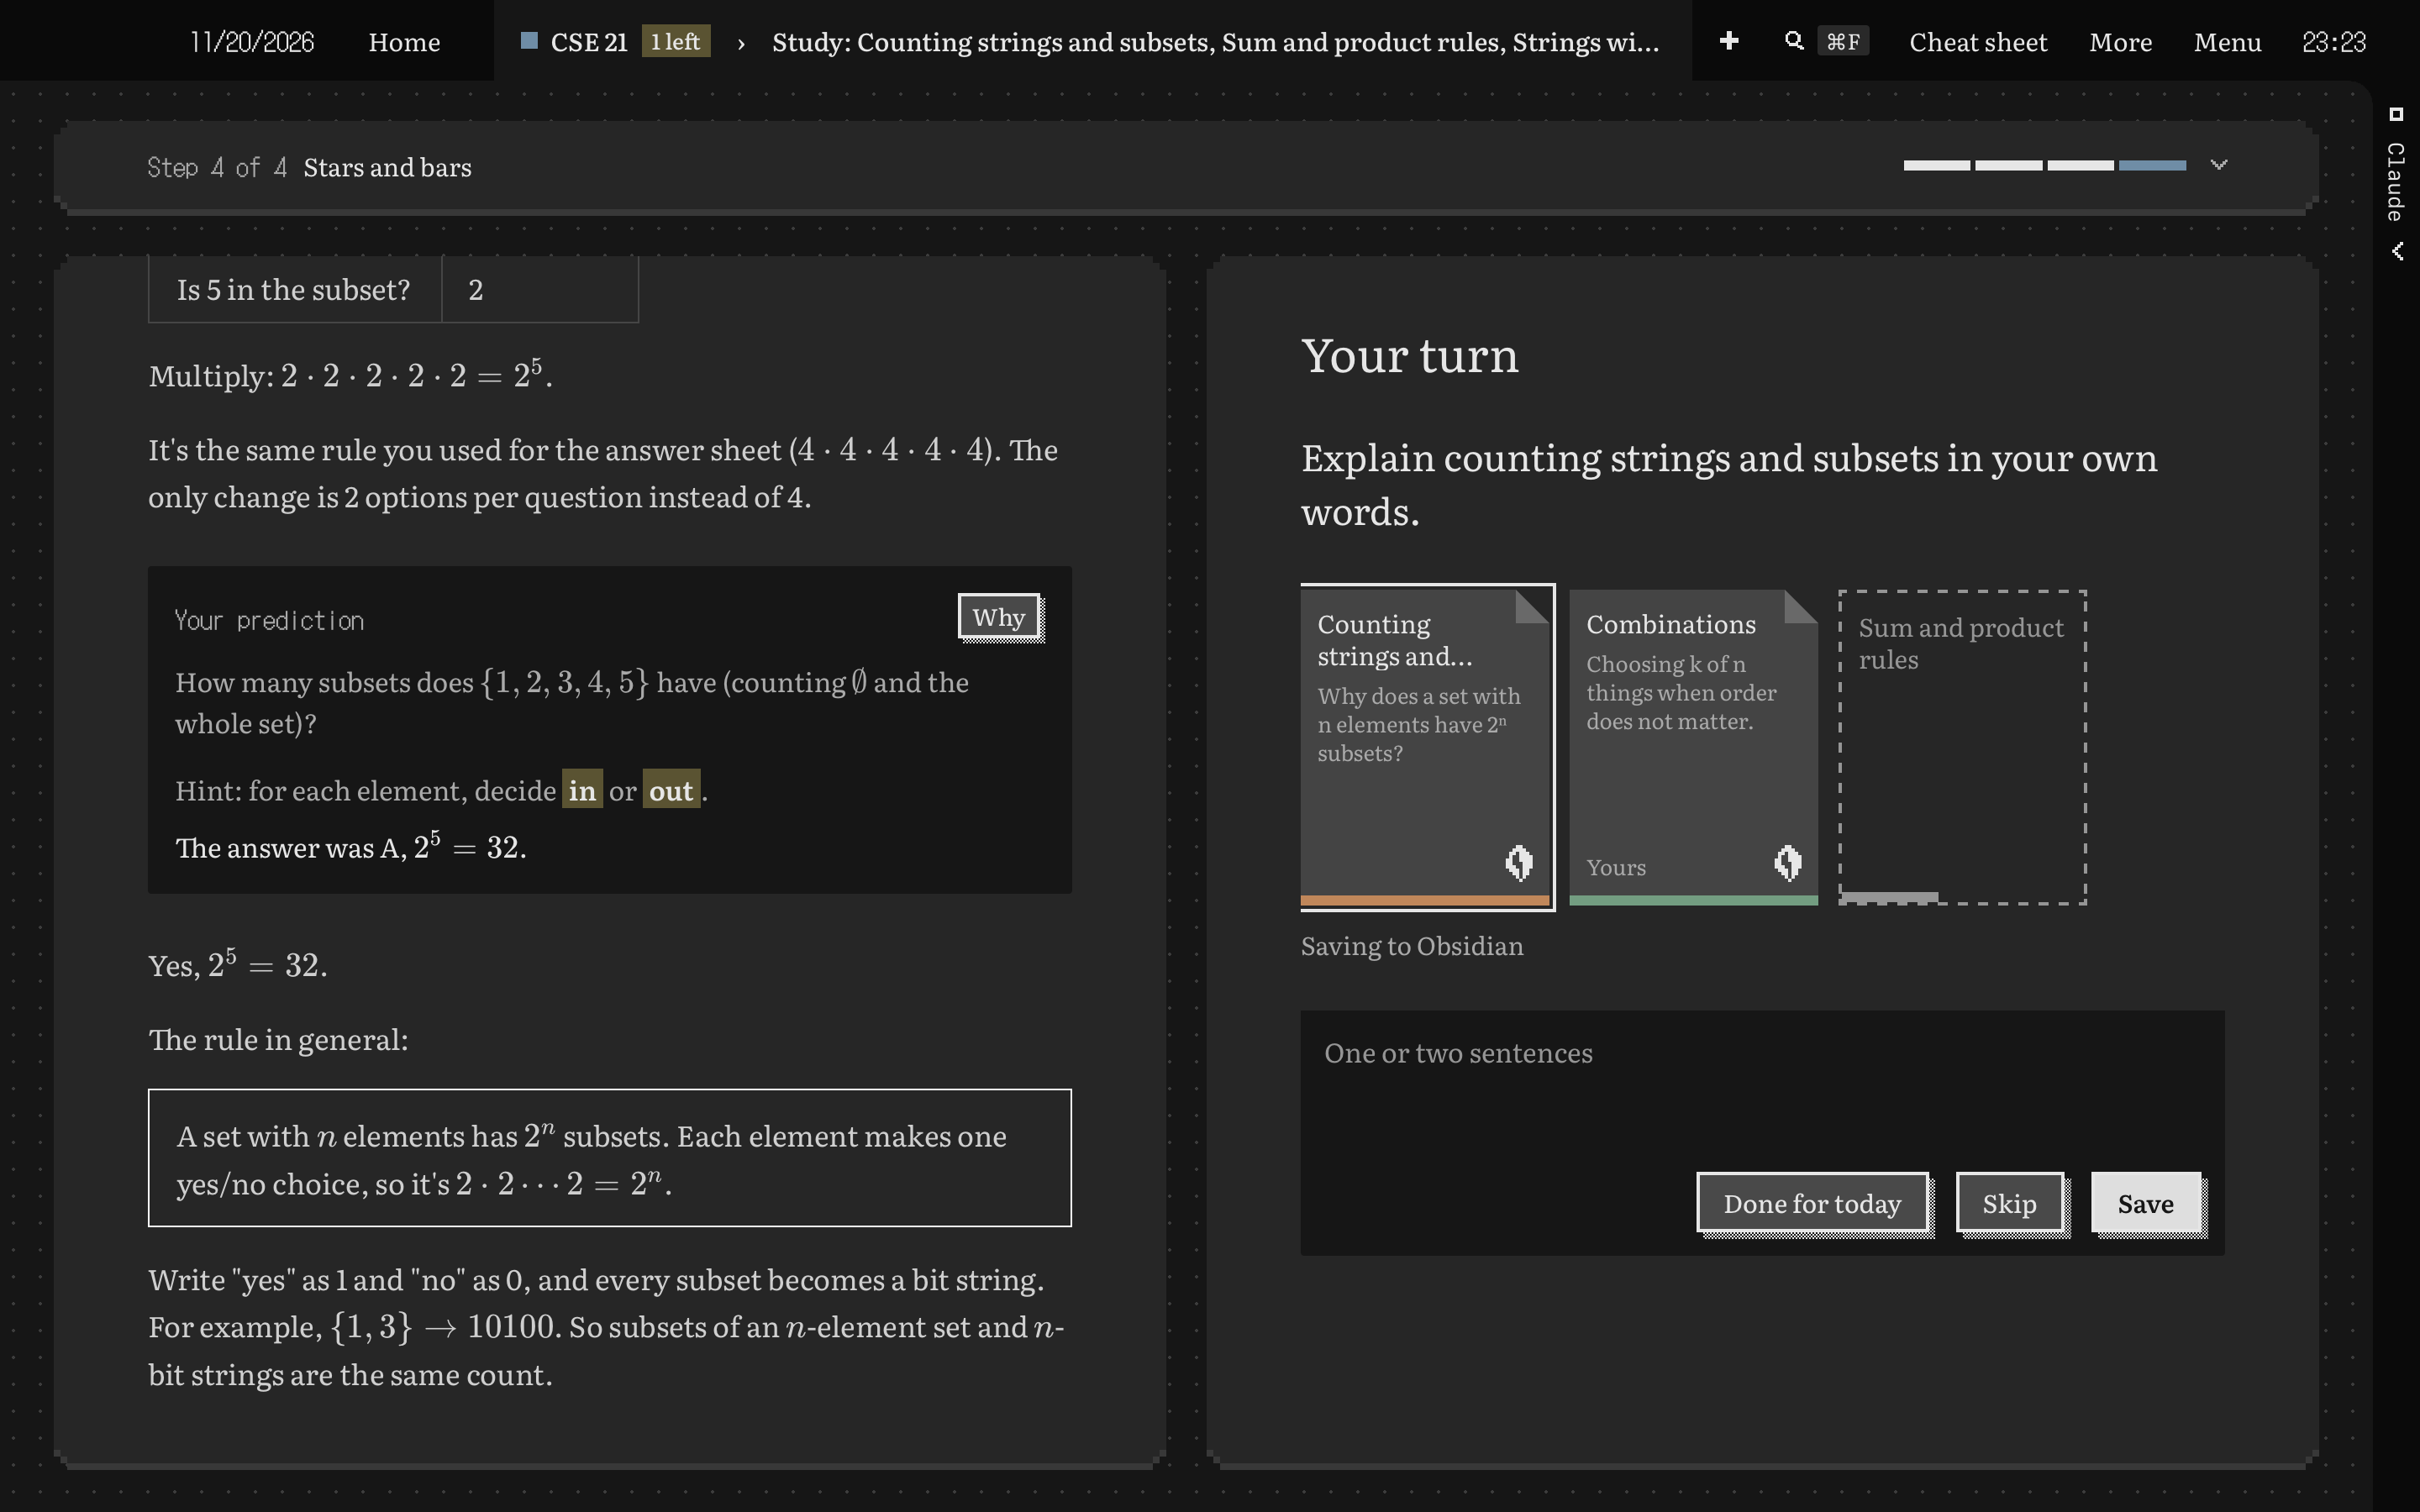 11/20/2026 Home CSE 21 1 left › Study: Counting strings and subsets, Sum and product rules, Strings wi... ⌘F Cheat sheet More Menu 23:23
Claude
Step 4 of 4 Stars and bars
Is 5 in the subset? 2
Multiply: 2 · 2 · 2 · 2 · 2 = 2⁵.
It's the same rule you used for the answer sheet (4 · 4 · 4 · 4 · 4). The
only change is 2 options per question instead of 4.
Your prediction Why
How many subsets does {1, 2, 3, 4, 5} have (counting ∅ and the
whole set)?
Hint: for each element, decide in or out.
The answer was A, 2⁵ = 32.
Yes, 2⁵ = 32.
The rule in general:
A set with n elements has 2ⁿ subsets. Each element makes one
yes/no choice, so it's 2 · 2 · · · 2 = 2ⁿ.
Write "yes" as 1 and "no" as 0, and every subset becomes a bit string.
For example, {1, 3} → 10100. So subsets of an n-element set and n-
bit strings are the same count.
Your turn
Explain counting strings and subsets in your own
words.
Counting
strings and...
Why does a set with
n elements have 2ⁿ
subsets?
Combinations
Choosing k of n
things when order
does not matter.
Yours
Sum and product
rules
Saving to Obsidian
One or two sentences
Done for today Skip Save